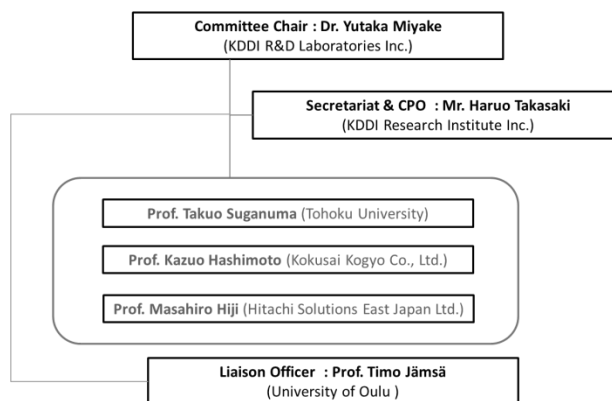 Committee Chair : Dr. Yutaka Miyake
(KDDI R&D Laboratories Inc.)
Secretariat & CPO : Mr. Haruo Takasaki
(KDDI Research Institute Inc.)
Prof. Takuo Suganuma (Tohoku University)
Prof. Kazuo Hashimoto (Kokusai Kogyo Co., Ltd.)
Prof. Masahiro Hiji (Hitachi Solutions East Japan Ltd.)
Liaison Officer : Prof. Timo Jämsä
(University of Oulu )